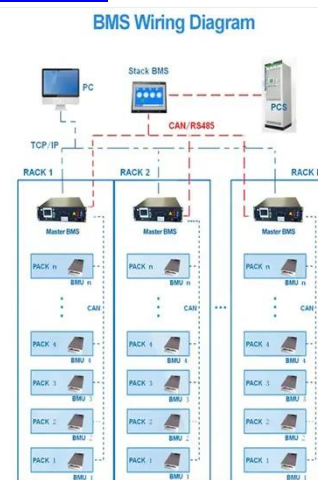 BMS Wiring Diagram
Stack BMS
PC
PCS
CAN/RS485
TCP/IP
RACK 1
RACK 2
RACK
Master BMS
Master BMS
Master BMS
PACK n
BMU n
PACK n
BMU n
PACK n
BMU n
CAN
CAN
CAN
PACK 4
BMU 4
PACK 4
BMU 4
PACK 4
BMU 4
PACK 3
BMU 3
PACK 3
BMU 3
PACK 3
BMU 3
PACK 2
BMU 2
PACK 2
BMU 2
PACK 2
BMU 2
PACK 1
BMU 1
PACK 1
BMU 1
PACK 1
BMU 1